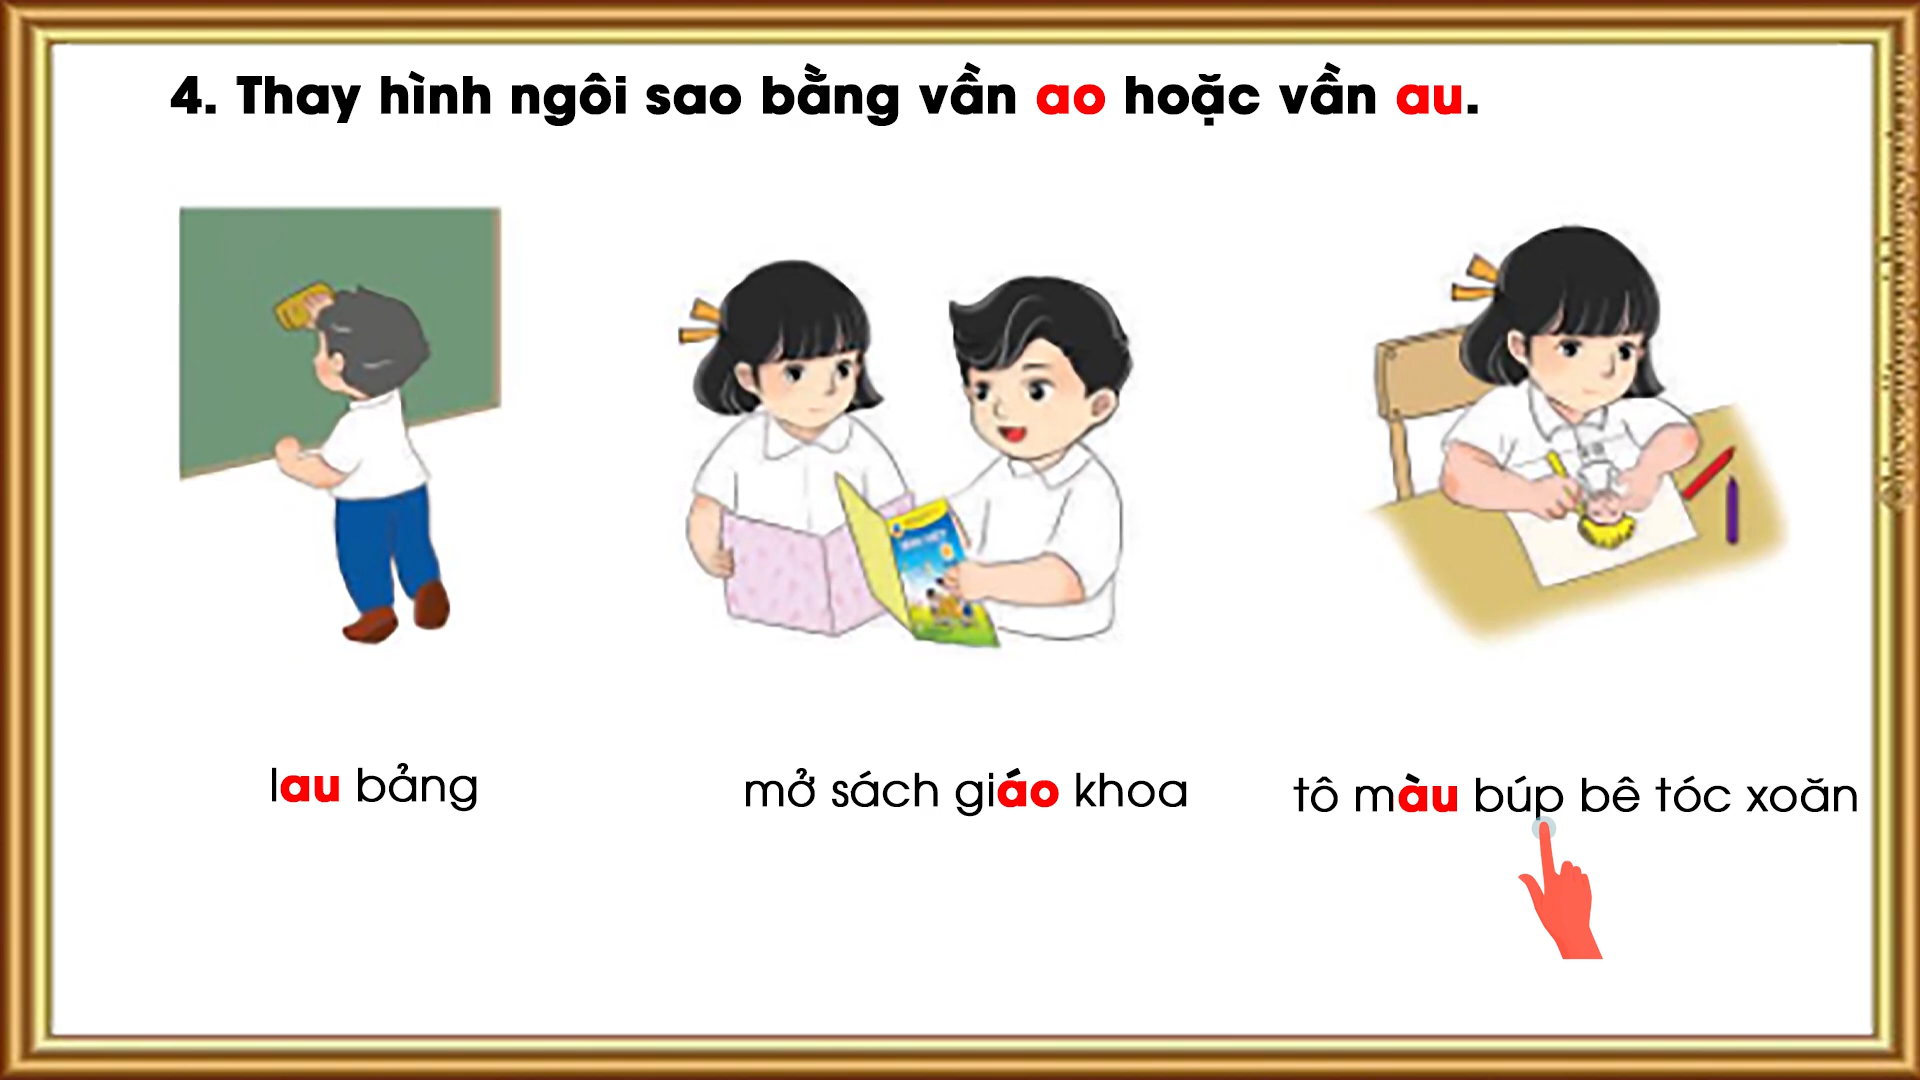 4. Thay hình ngôi sao bằng vần ao hoặc vần au.
lau bảng
mở sách giáo khoa
tô màu búp bê tóc xoăn